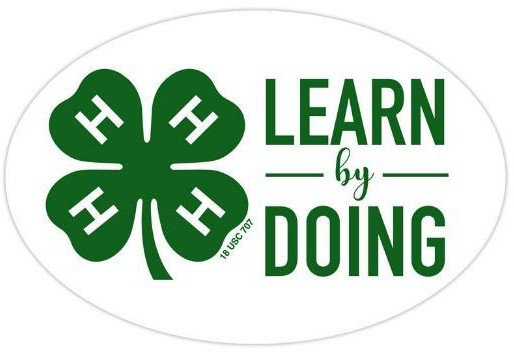 H H
H H
18 USC 707
LEARN
by
DOING